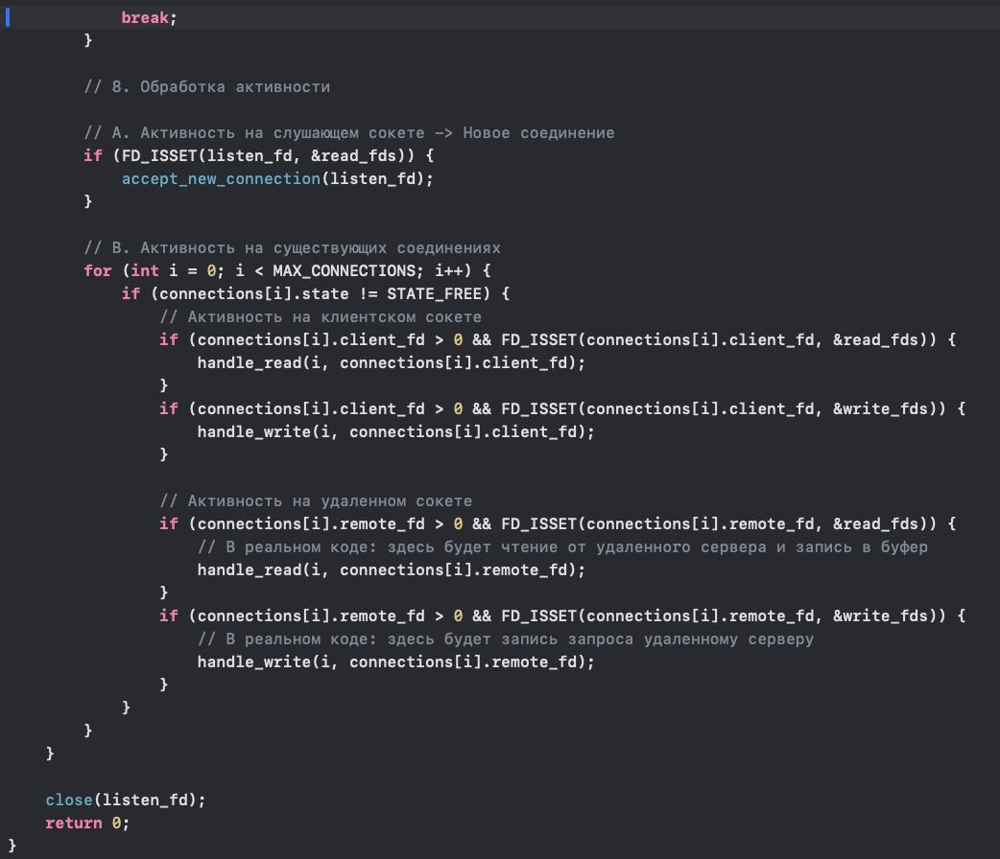 break;
}
// 8. Обработка активности
// A. Активность на слушающем сокете -> Новое соединение
if (FD_ISSET(listen_fd, &read_fds)) {
accept_new_connection(listen_fd);
}
// B. Активность на существующих соединениях
for (int i = 0; i < MAX_CONNECTIONS; i++) {
if (connections[i].state != STATE_FREE) {
// Активность на клиентском сокете
if (connections[i].client_fd > 0 && FD_ISSET(connections[i].client_fd, &read_fds)) {
handle_read(i, connections[i].client_fd);
}
if (connections[i].client_fd > 0 && FD_ISSET(connections[i].client_fd, &write_fds)) {
handle_write(i, connections[i].client_fd);
}
// Активность на удаленном сокете
if (connections[i].remote_fd > 0 && FD_ISSET(connections[i].remote_fd, &read_fds)) {
// В реальном коде: здесь будет чтение от удаленного сервера и запись в буфер
handle_read(i, connections[i].remote_fd);
}
if (connections[i].remote_fd > 0 && FD_ISSET(connections[i].remote_fd, &write_fds)) {
// В реальном коде: здесь будет запись запроса удаленному серверу
handle_write(i, connections[i].remote_fd);
}
}
}
}
close(listen_fd);
return 0;
}